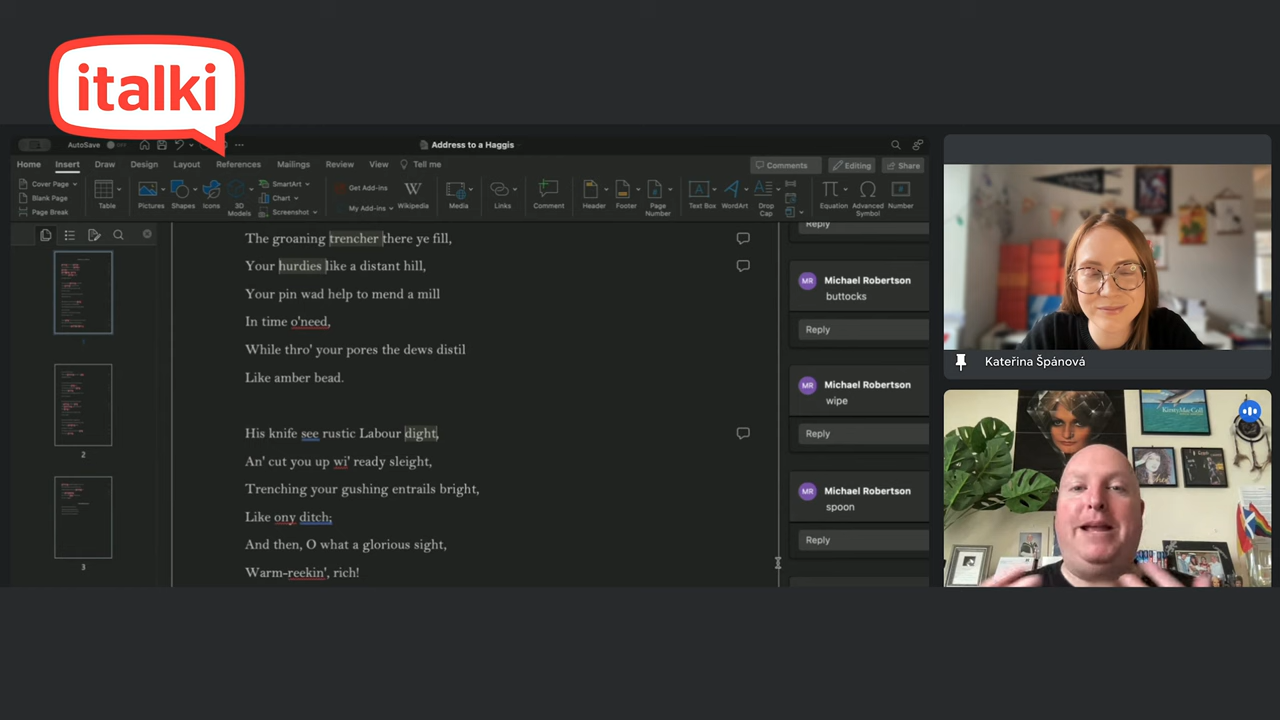 italki
AutoSave
Address to a Haggis
Home Insert Draw Design Layout References Mailings Review View Tell me
Comments Editing Share
Cover Page
Blank Page
Page Break
Table
Pictures
Shapes
Icons
3D
Models
SmartArt
Chart
Screenshot
Get Add-ins
My Add-ins
W
Wikipedia
Media
Links
Comment
Header
Footer
Page
Number
Text Box
WordArt
Drop
Cap
Equation
Advanced
Symbol
Number
The groaning trencher there ye fill,
Your hurdies like a distant hill,
Your pin wad help to mend a mill
In time o'need,
While thro' your pores the dews distil
Like amber bead.
His knife see rustic Labour dight,
An' cut you up wi' ready sleight,
Trenching your gushing entrails bright,
Like ony ditch;
And then, O what a glorious sight,
Warm-reekin', rich!
1
2
3
Reply
MR Michael Robertson
buttocks
Reply
MR Michael Robertson
wipe
Reply
MR Michael Robertson
spoon
Reply
Kateřina Špánová